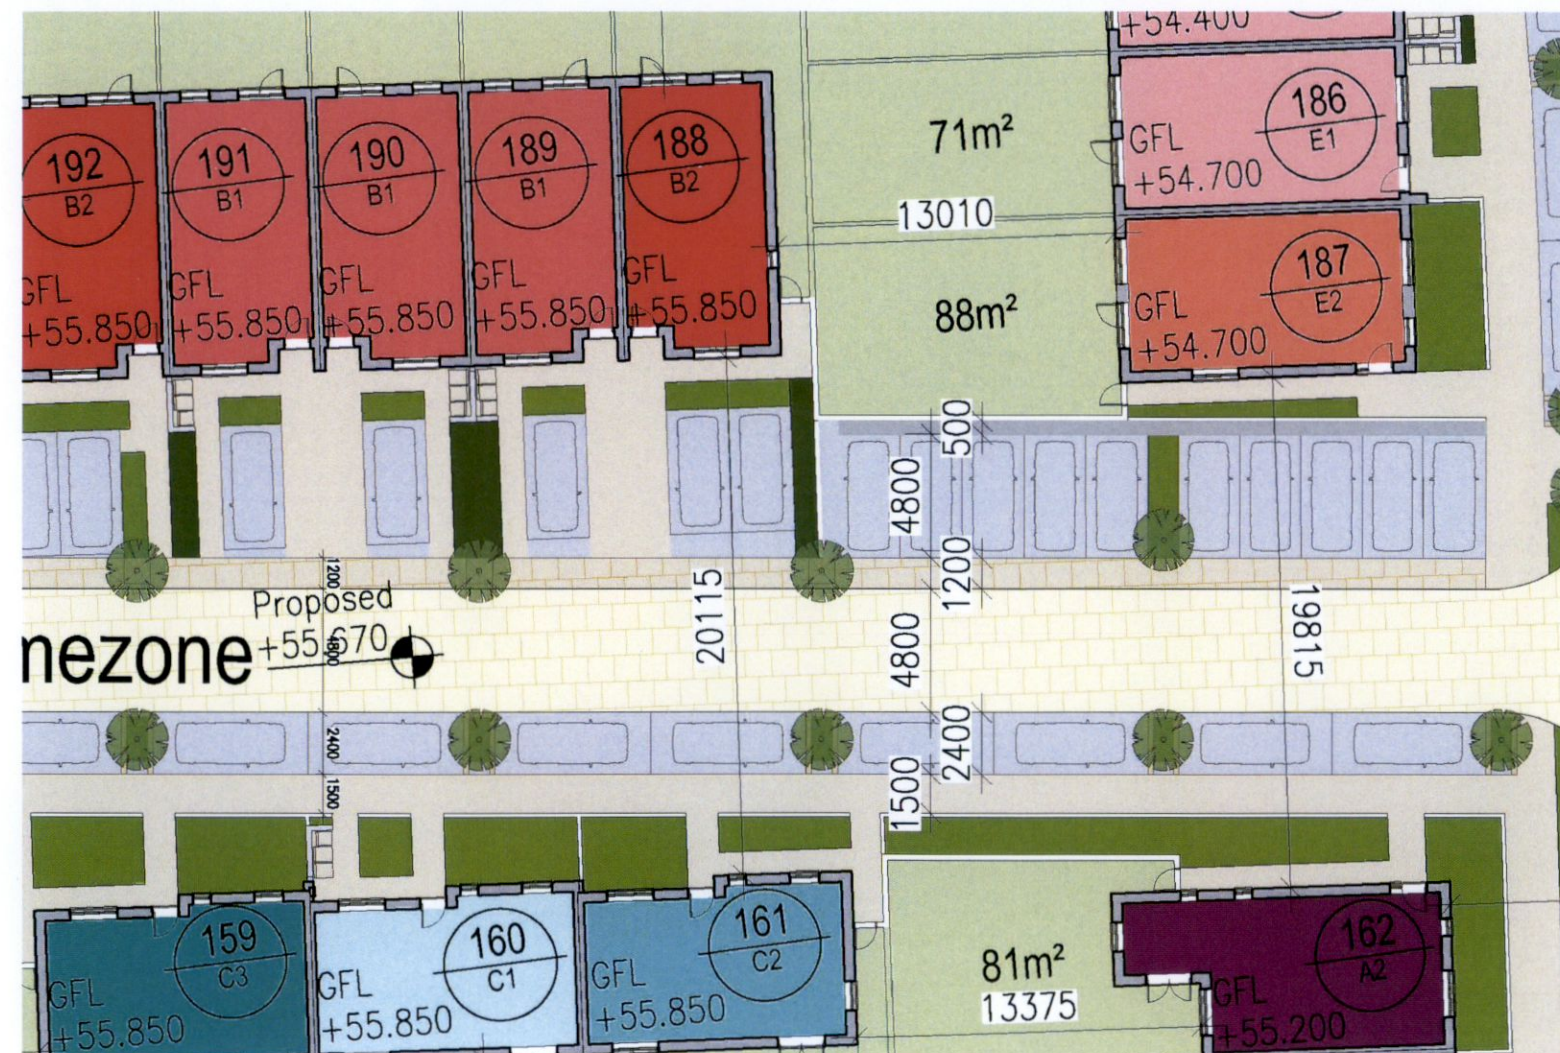 +54.400
186
E1
GFL
+54.700
71m²
13010
192
B2
191
B1
190
B1
189
B1
188
B2
187
E2
GFL
+54.700
88m²
GFL
+55.850
GFL
+55.850
GFL
+55.850
GFL
+55.850
GFL
+55.850
500
4800
1200
4800
2400
1500
1200
4800
2400
1500
20115
19815
Proposed
+55.670
mezone
159
C3
GFL
+55.850
160
C1
GFL
+55.850
161
C2
GFL
+55.850
81m²
13375
162
A2
GFL
+55.200